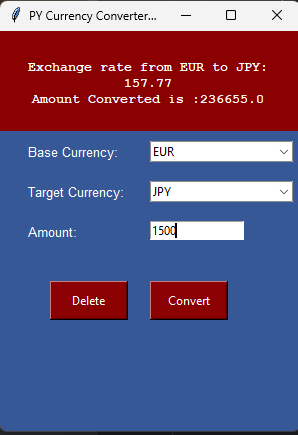 PY Currency Converter...
Exchange rate from EUR to JPY:
157.77
Amount Converted is :236655.0
Base Currency:
EUR
Target Currency:
JPY
Amount:
1500
Delete
Convert